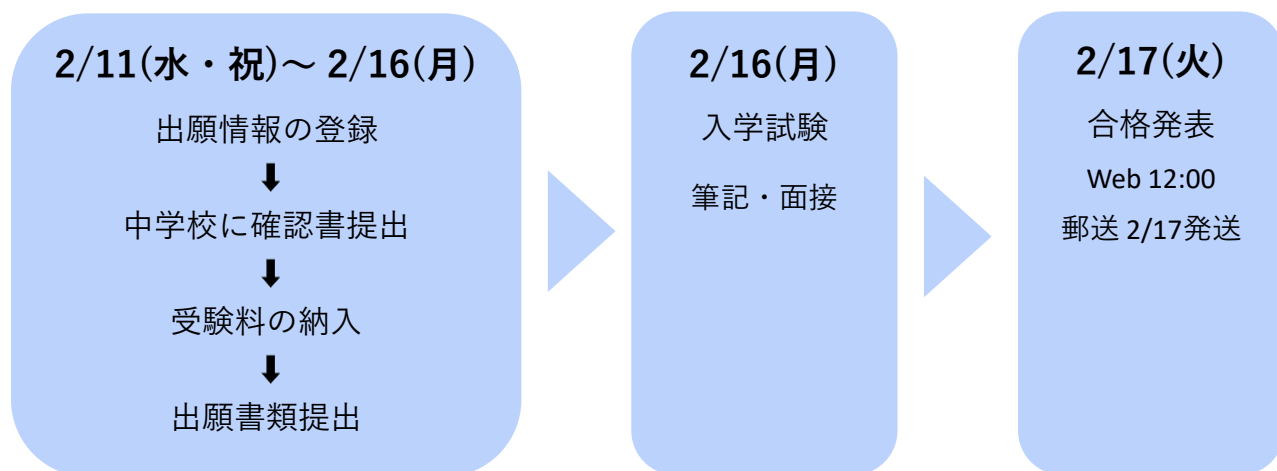 2/11(水・祝)～ 2/16(月)
出願情報の登録
⬇
中学校に確認書提出
⬇
受験料の納入
⬇
出願書類提出
2/16(月)
入学試験
筆記・面接
2/17(火)
合格発表
Web 12:00
郵送 2/17発送